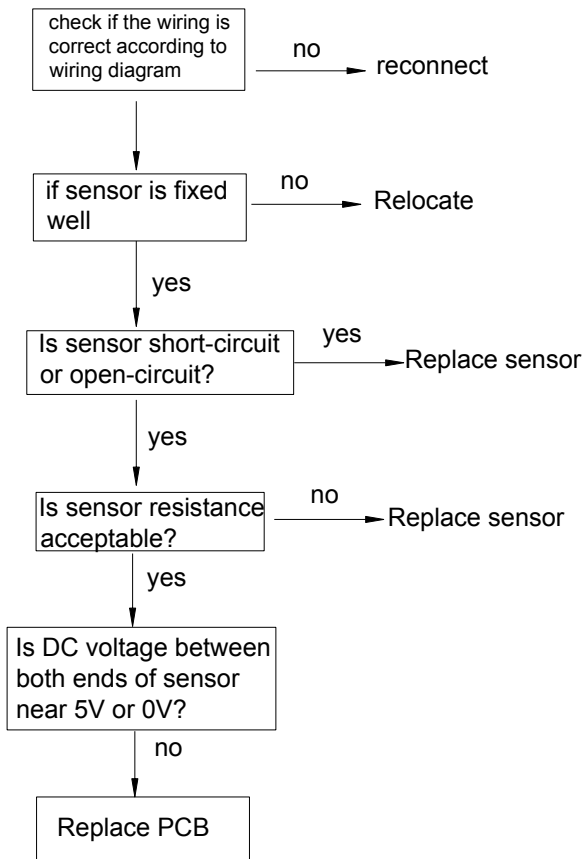 check if the wiring is
correct according to
wiring diagram
no
reconnect
if sensor is fixed
well
no
Relocate
yes
Is sensor short-circuit
or open-circuit?
yes
Replace sensor
yes
Is sensor resistance
acceptable?
no
Replace sensor
yes
Is DC voltage between
both ends of sensor
near 5V or 0V?
no
Replace PCB